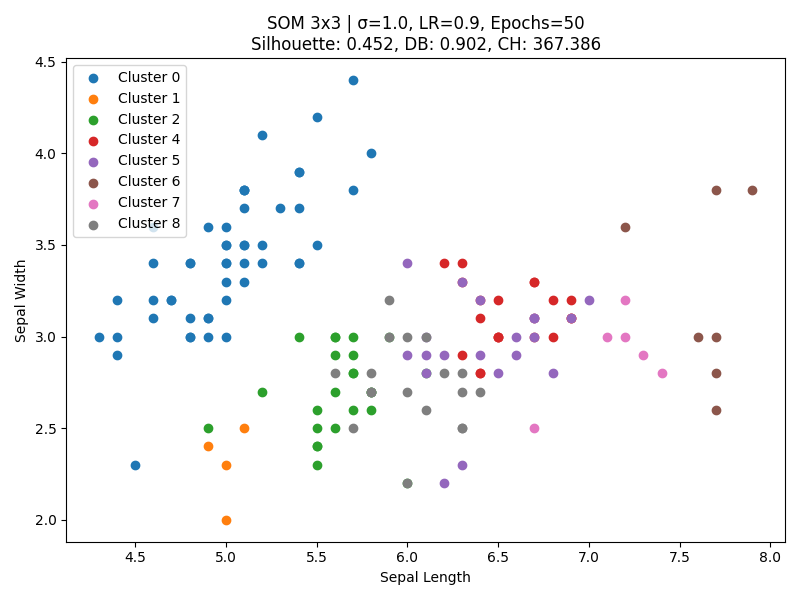 SOM 3x3 | σ=1.0, LR=0.9, Epochs=50
Silhouette: 0.452, DB: 0.902, CH: 367.386
Cluster 0
Cluster 1
Cluster 2
Cluster 4
Cluster 5
Cluster 6
Cluster 7
Cluster 8
Sepal Width
4.5
4.0
3.5
3.0
2.5
2.0
4.5
5.0
5.5
6.0
6.5
7.0
7.5
8.0
Sepal Length